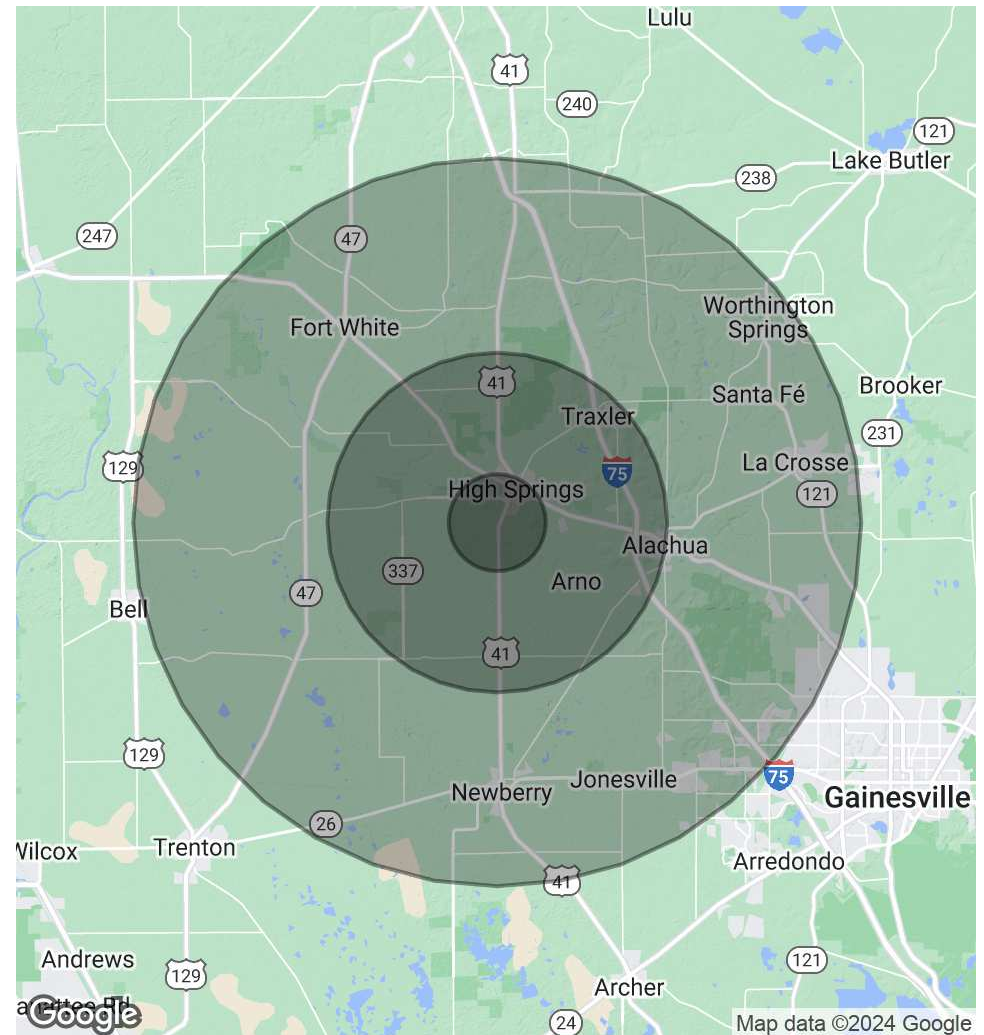 Lulu
41
240
121
Lake Butler
238
247
47
Worthington
Springs
Fort White
41
Santa Fé
Brooker
Traxler
231
129
75
La Crosse
High Springs
121
Alachua
337
Arno
47
Bell
41
129
75
Jonesville
Newberry
Gainesville
26
Trenton
Wilcox
Arredondo
41
Andrews
121
129
Archer
Google
24
Map data ©2024 Google